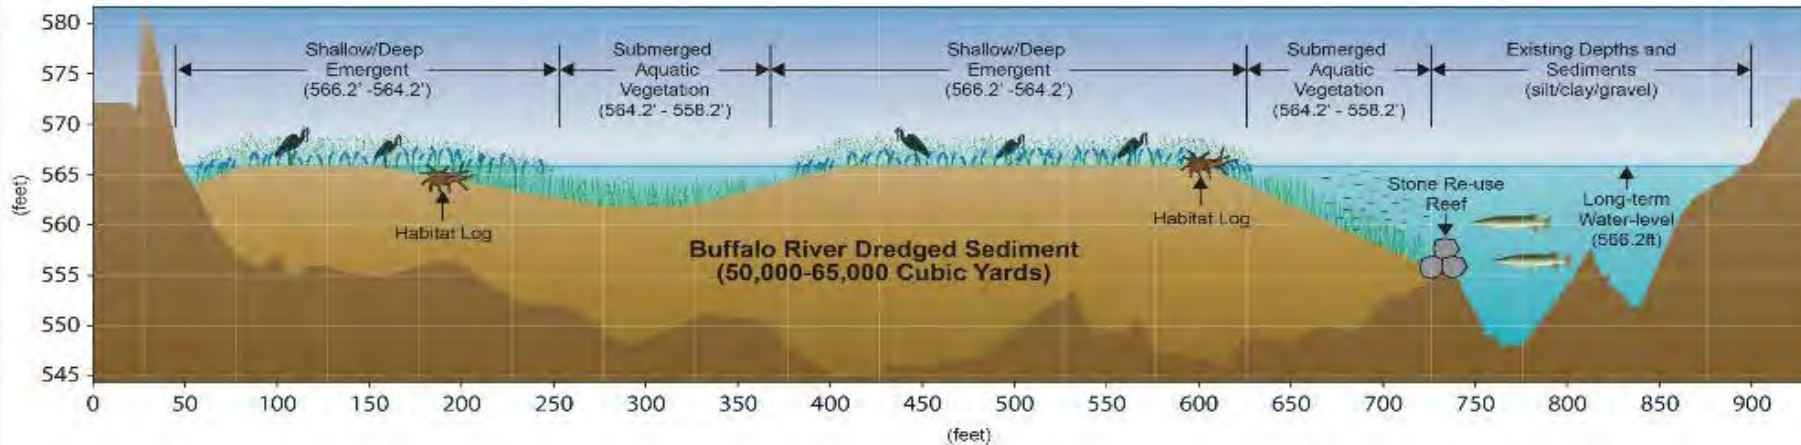 580
575
570
565
560
555
550
545
(feet)
Shallow/Deep
Emergent
(566.2' -564.2')
Submerged
Aquatic
Vegetation
(564.2' - 558.2')
Shallow/Deep
Emergent
(566.2' -564.2')
Submerged
Aquatic
Vegetation
(564.2' - 558.2')
Existing Depths and
Sediments
(silt/clay/gravel)
Habitat Log
Habitat Log
Stone Re-use
Reef
Long-term
Water-level
(566.2ft)
Buffalo River Dredged Sediment
(50,000-65,000 Cubic Yards)
0 50 100 150 200 250 300 350 400 450 500 550 600 650 700 750 800 850 900
(feet)